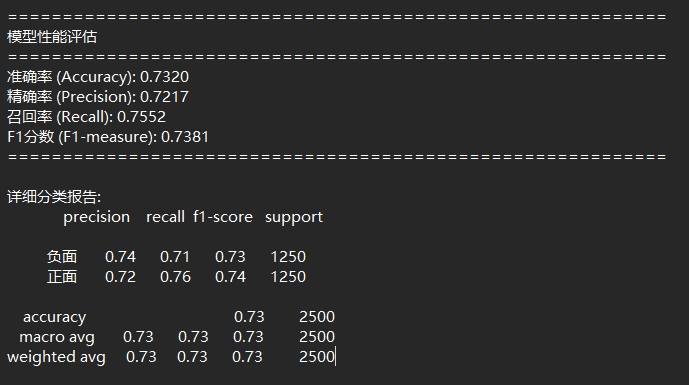 =================================================================
模型性能评估
=================================================================
准确率 (Accuracy): 0.7320
精确率 (Precision): 0.7217
召回率 (Recall): 0.7552
F1分数 (F1-measure): 0.7381
=================================================================
详细分类报告:
precision recall f1-score support
负面 0.74 0.71 0.73 1250
正面 0.72 0.76 0.74 1250
accuracy 0.73 2500
macro avg 0.73 0.73 0.73 2500
weighted avg 0.73 0.73 0.73 2500